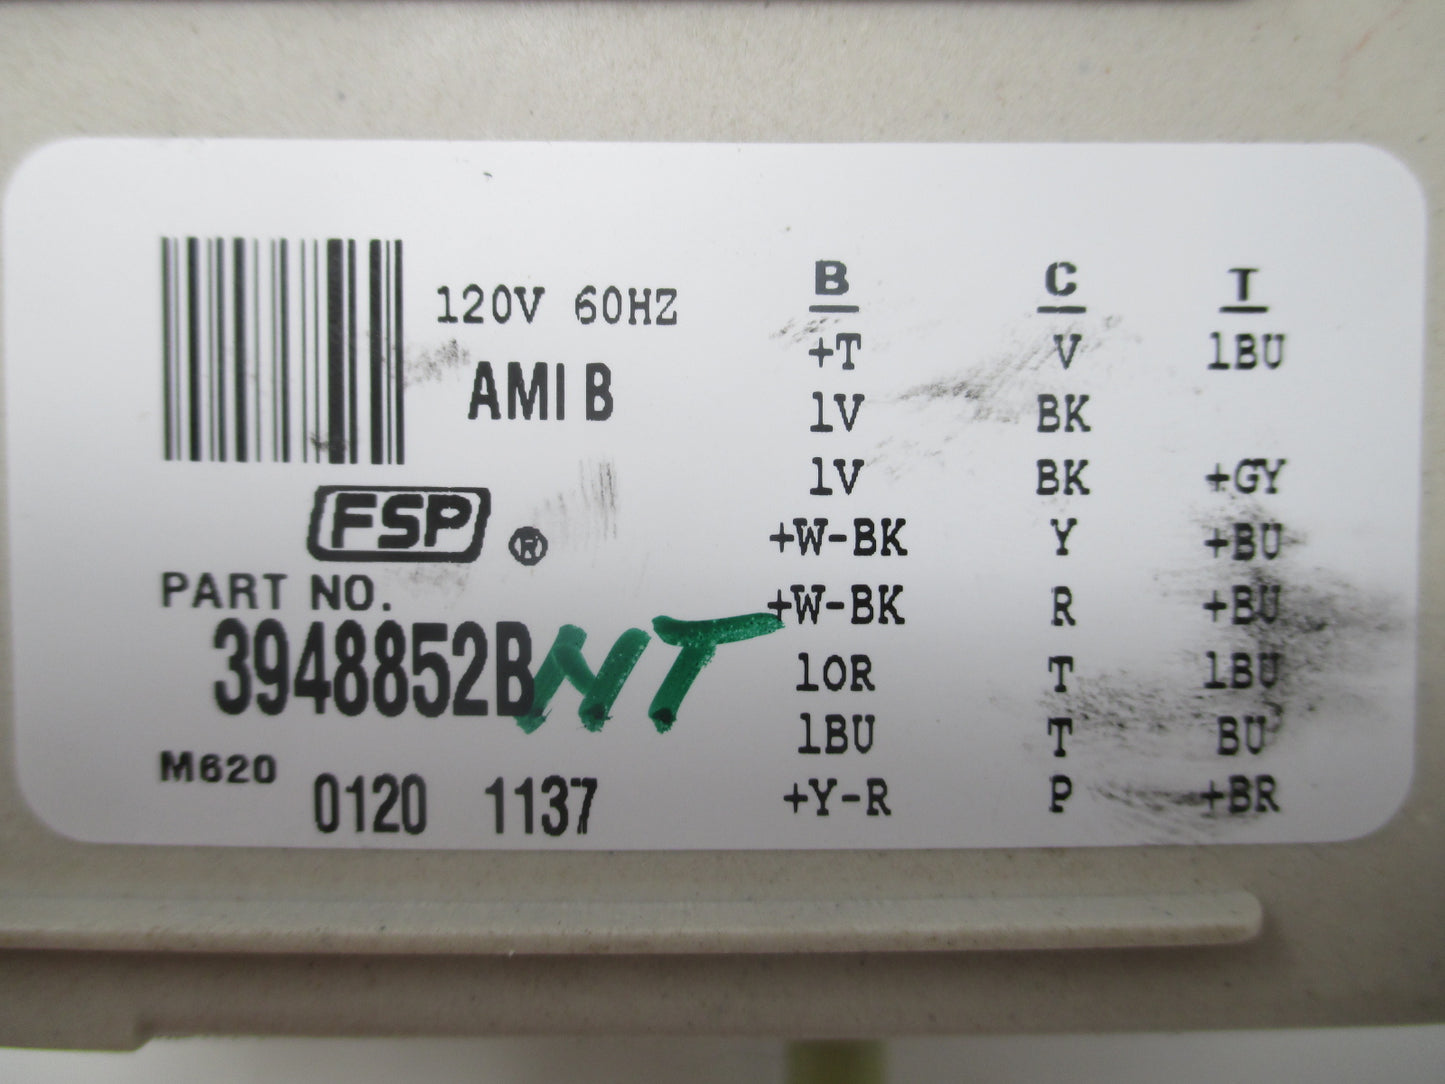 120V 60HZ
AMI B
FSP ®
PART NO.
3948852B NT
M620
0120 1137
B C T
+T V 1BU
1V BK
1V BK +GY
+W-BK Y +BU
+W-BK R +BU
1OR T 1BU
1BU T BU
+Y-R P +BR